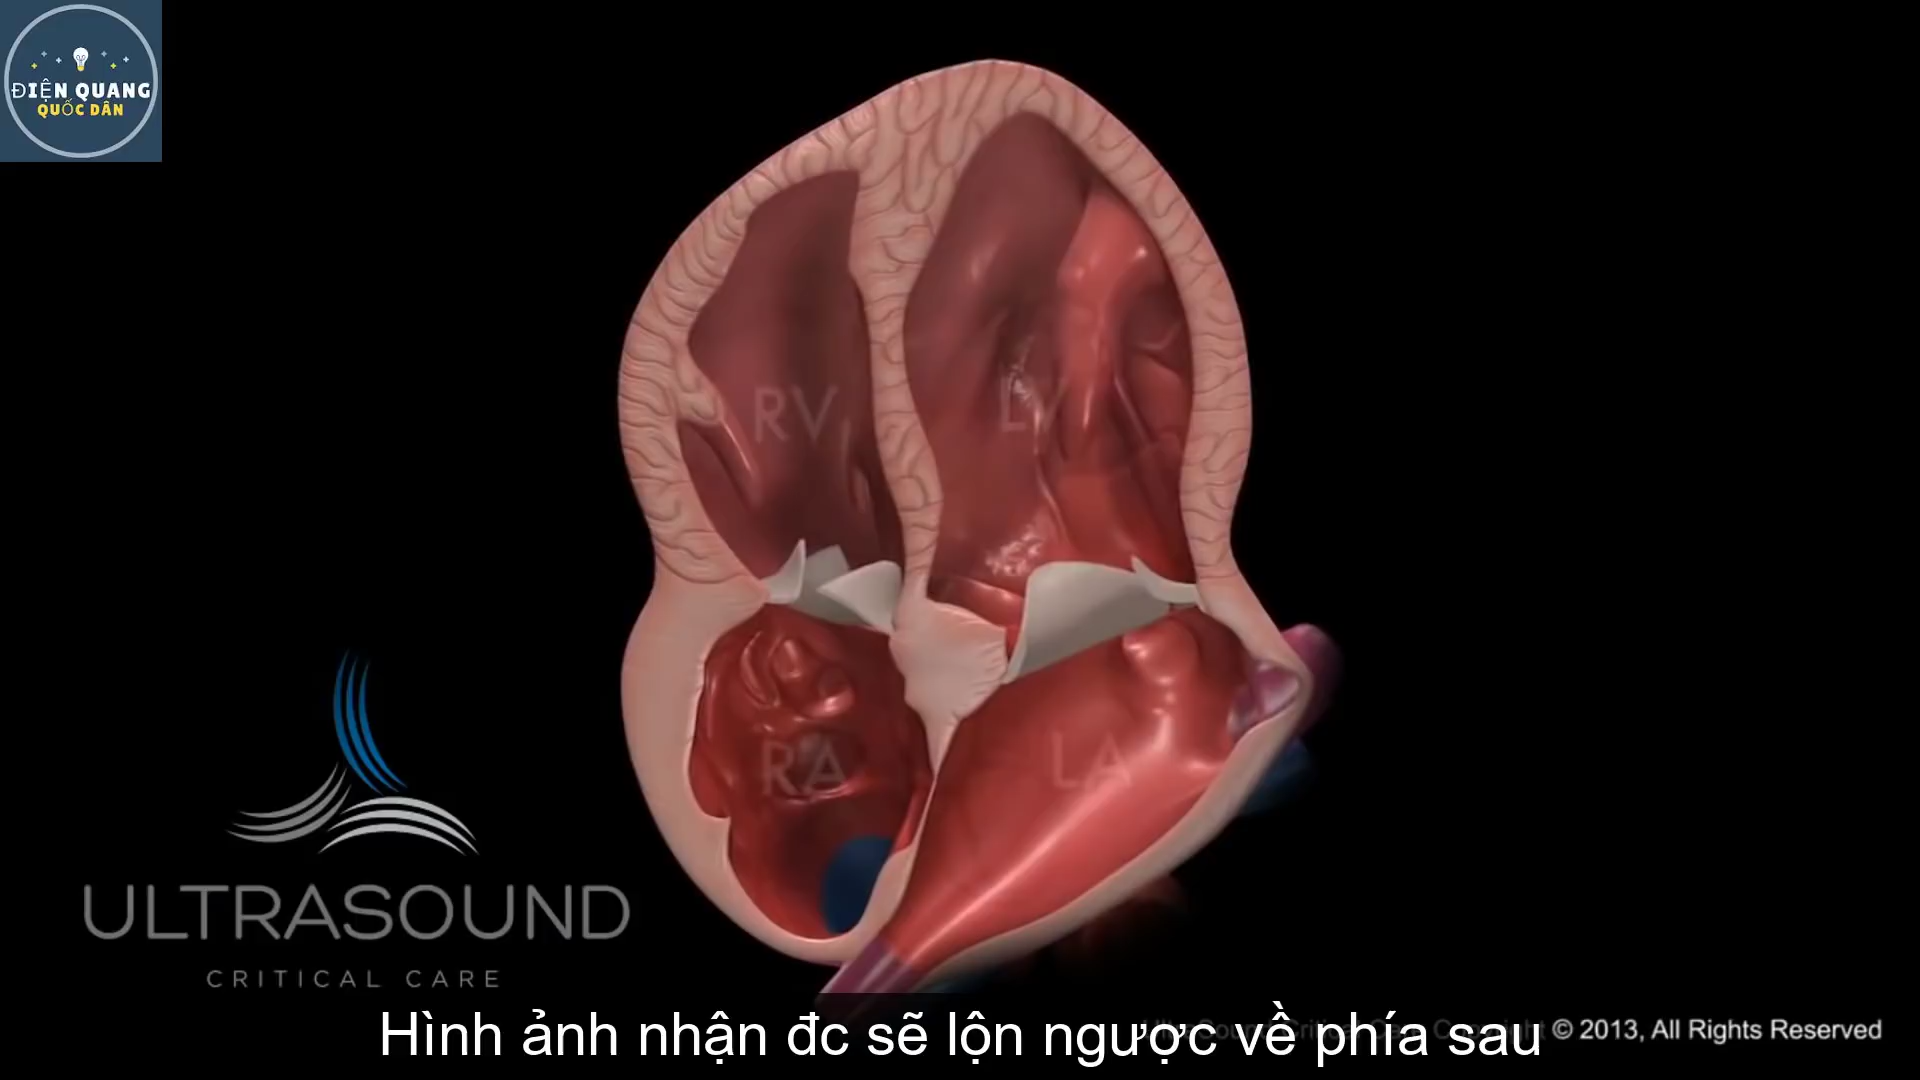 ĐIỆN QUANG
QUỐC DÂN
RV
LV
RA
LA
ULTRASOUND
CRITICAL CARE
Hình ảnh nhận đc sẽ lộn ngược về phía sau
© 2013, All Rights Reserved